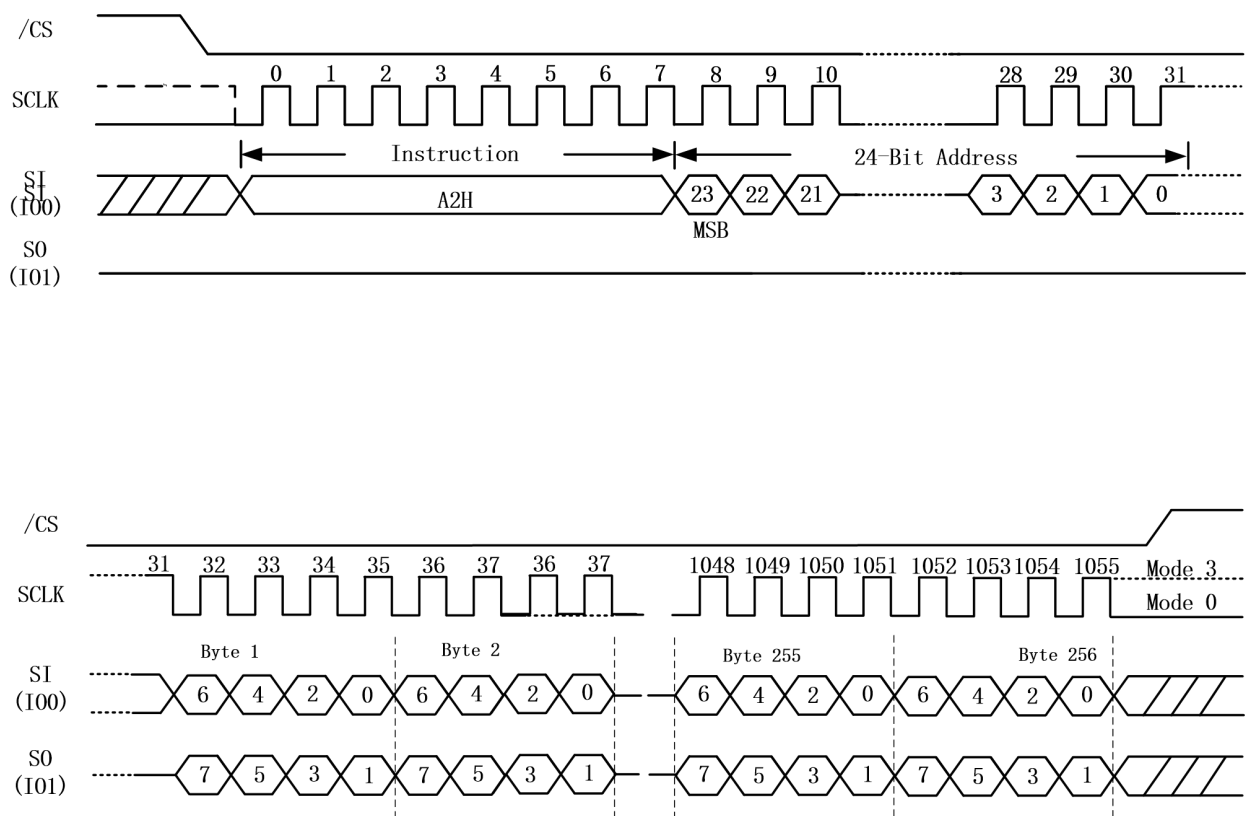 /CS
0 1 2 3 4 5 6 7 8 9 10 28 29 30 31
SCLK
Instruction 24-Bit Address
SI
SI
(IO0)
A2H 23 22 21 3 2 1 0
MSB
SO
(IO1)
/CS
31 32 33 34 35 36 37 36 37 1048 1049 1050 1051 1052 1053 1054 1055 Mode 3
SCLK
Mode 0
Byte 1 Byte 2 Byte 255 Byte 256
SI
(IO0)
6 4 2 0 6 4 2 0 6 4 2 0 6 4 2 0
SO
(IO1)
7 5 3 1 7 5 3 1 7 5 3 1 7 5 3 1